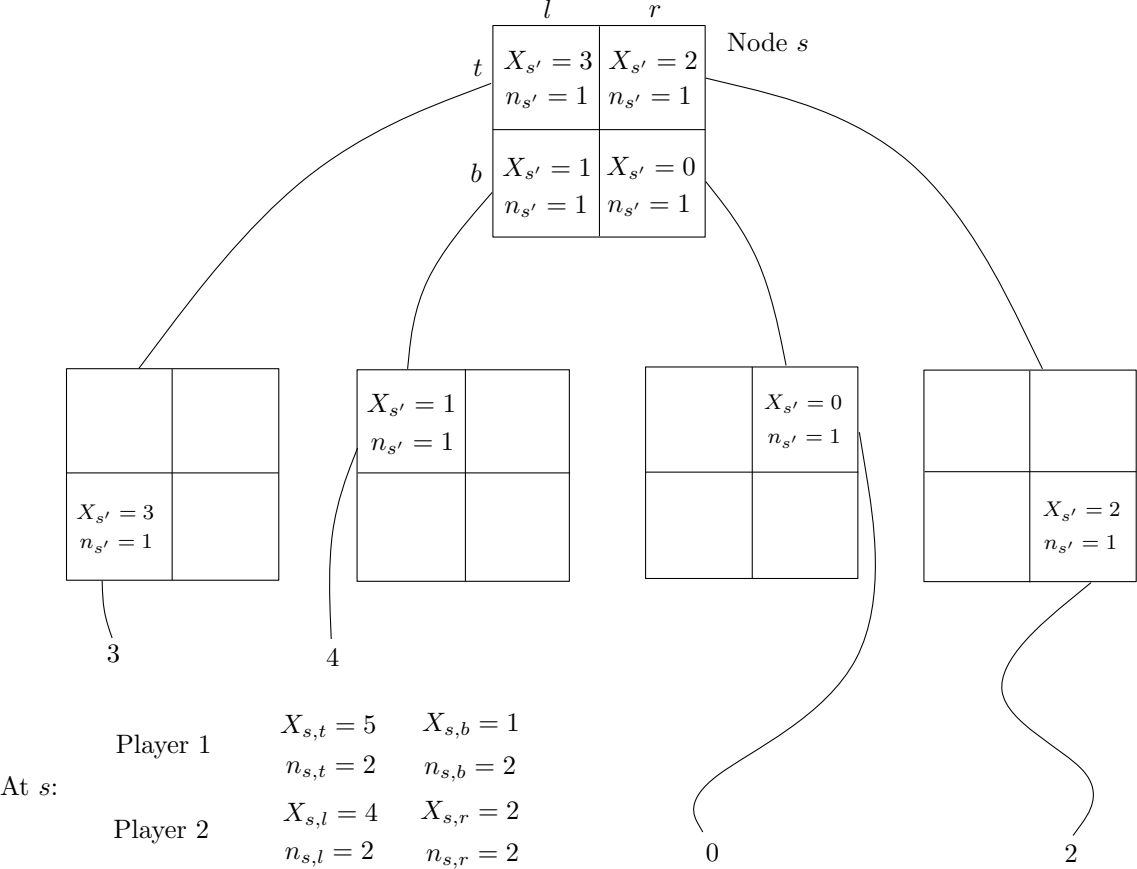 l r
Node s
t
X_{s'} = 3 X_{s'} = 2
n_{s'} = 1 n_{s'} = 1
b
X_{s'} = 1 X_{s'} = 0
n_{s'} = 1 n_{s'} = 1
X_{s'} = 3
n_{s'} = 1
X_{s'} = 1
n_{s'} = 1
X_{s'} = 0
n_{s'} = 1
X_{s'} = 2
n_{s'} = 1
3
4
0
2
At s:
Player 1
X_{s,t} = 5 X_{s,b} = 1
n_{s,t} = 2 n_{s,b} = 2
Player 2
X_{s,l} = 4 X_{s,r} = 2
n_{s,l} = 2 n_{s,r} = 2